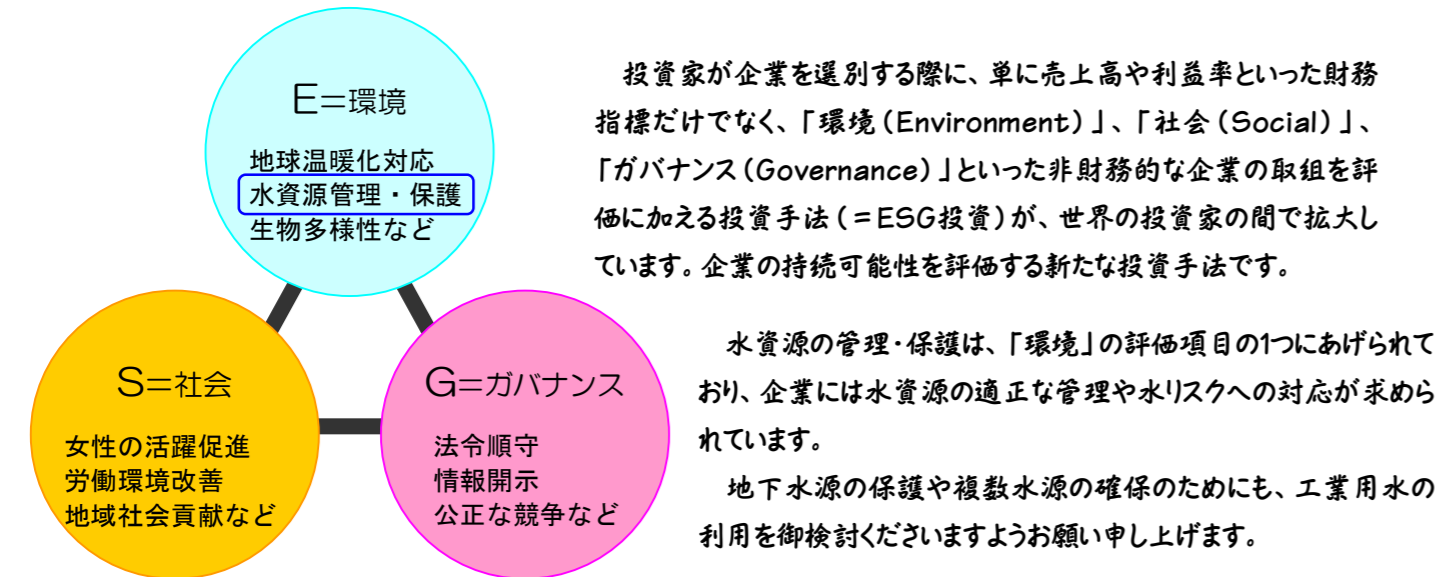 E＝環境
地球温暖化対応
水資源管理・保護
生物多様性など
S＝社会
女性の活躍促進
労働環境改善
地域社会貢献など
G＝ガバナンス
法令順守
情報開示
公正な競争など
投資家が企業を選別する際に、単に売上高や利益率といった財務
指標だけでなく、「環境（Environment）」、「社会（Social）」、
「ガバナンス（Governance）」といった非財務的な企業の取組を評
価に加える投資手法（＝ESG投資）が、世界の投資家の間で拡大し
ています。企業の持続可能性を評価する新たな投資手法です。
水資源の管理・保護は、「環境」の評価項目の1つにあげられて
おり、企業には水資源の適正な管理や水リスクへの対応が求めら
れています。
地下水源の保護や複数水源の確保のためにも、工業用水の
利用を御検討くださいますようお願い申し上げます。